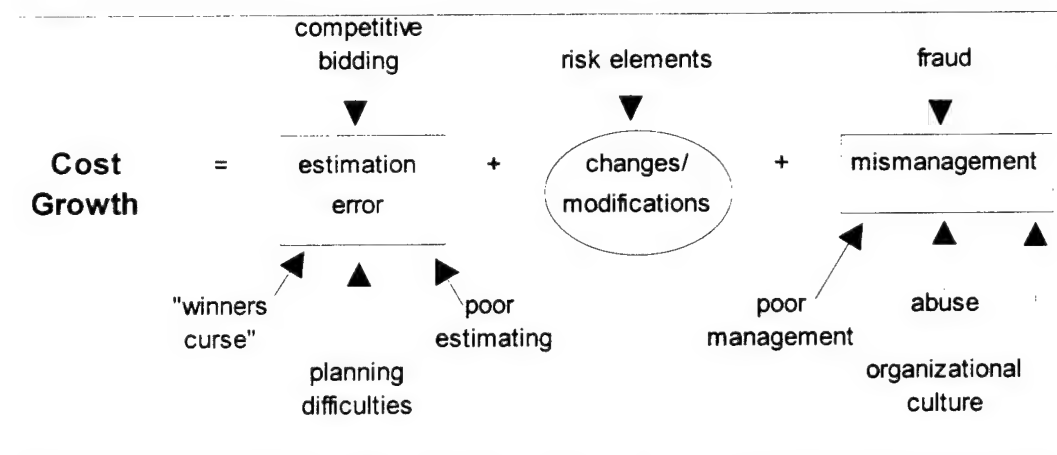 competitive
bidding
risk elements
fraud
Cost
Growth
=
estimation
error
+
changes/
modifications
+
mismanagement
"winners
curse"
planning
difficulties
poor
estimating
poor
management
abuse
organizational
culture